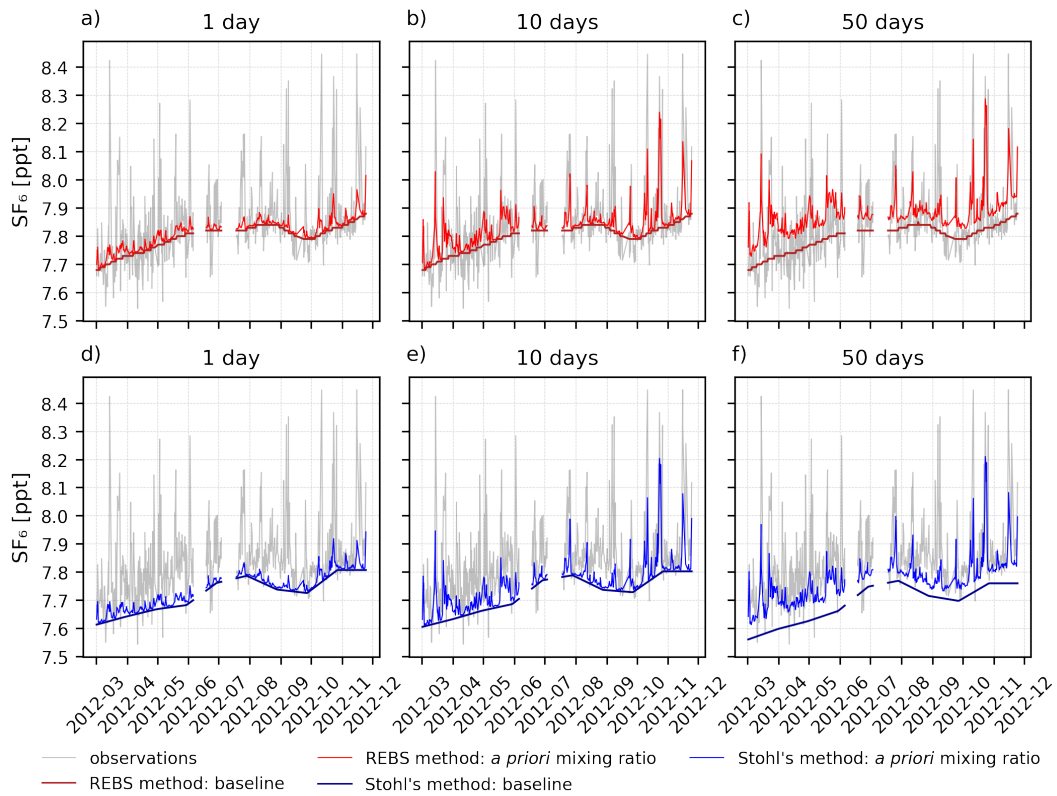 a) 1 day b) 10 days c) 50 days
8.4
8.3
8.2
8.1
8.0
7.9
7.8
7.7
7.6
7.5
SF₆ [ppt]
d) 1 day e) 10 days f) 50 days
8.4
8.3
8.2
8.1
8.0
7.9
7.8
7.7
7.6
7.5
SF₆ [ppt]
2012-03 2012-04 2012-05 2012-06 2012-07 2012-08 2012-09 2012-10 2012-11 2012-12 2012-03 2012-04 2012-05 2012-06 2012-07 2012-08 2012-09 2012-10 2012-11 2012-12 2012-03 2012-04 2012-05 2012-06 2012-07 2012-08 2012-09 2012-10 2012-11 2012-12
observations REBS method: a priori mixing ratio Stohl's method: a priori mixing ratio
REBS method: baseline Stohl's method: baseline